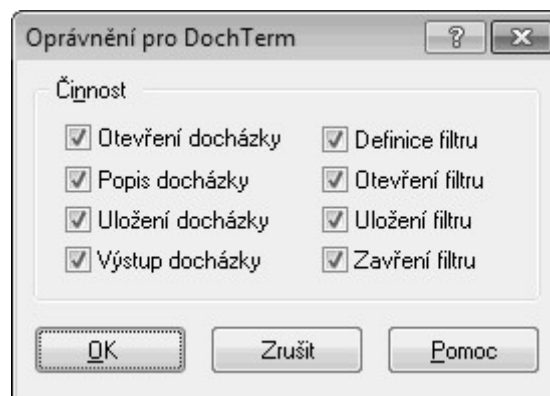 Oprávnění pro DochTerm
Činnost
Otevření docházky
Definice filtru
Popis docházky
Otevření filtru
Uložení docházky
Uložení filtru
Výstup docházky
Zavření filtru
OK
Zrušit
Pomoc